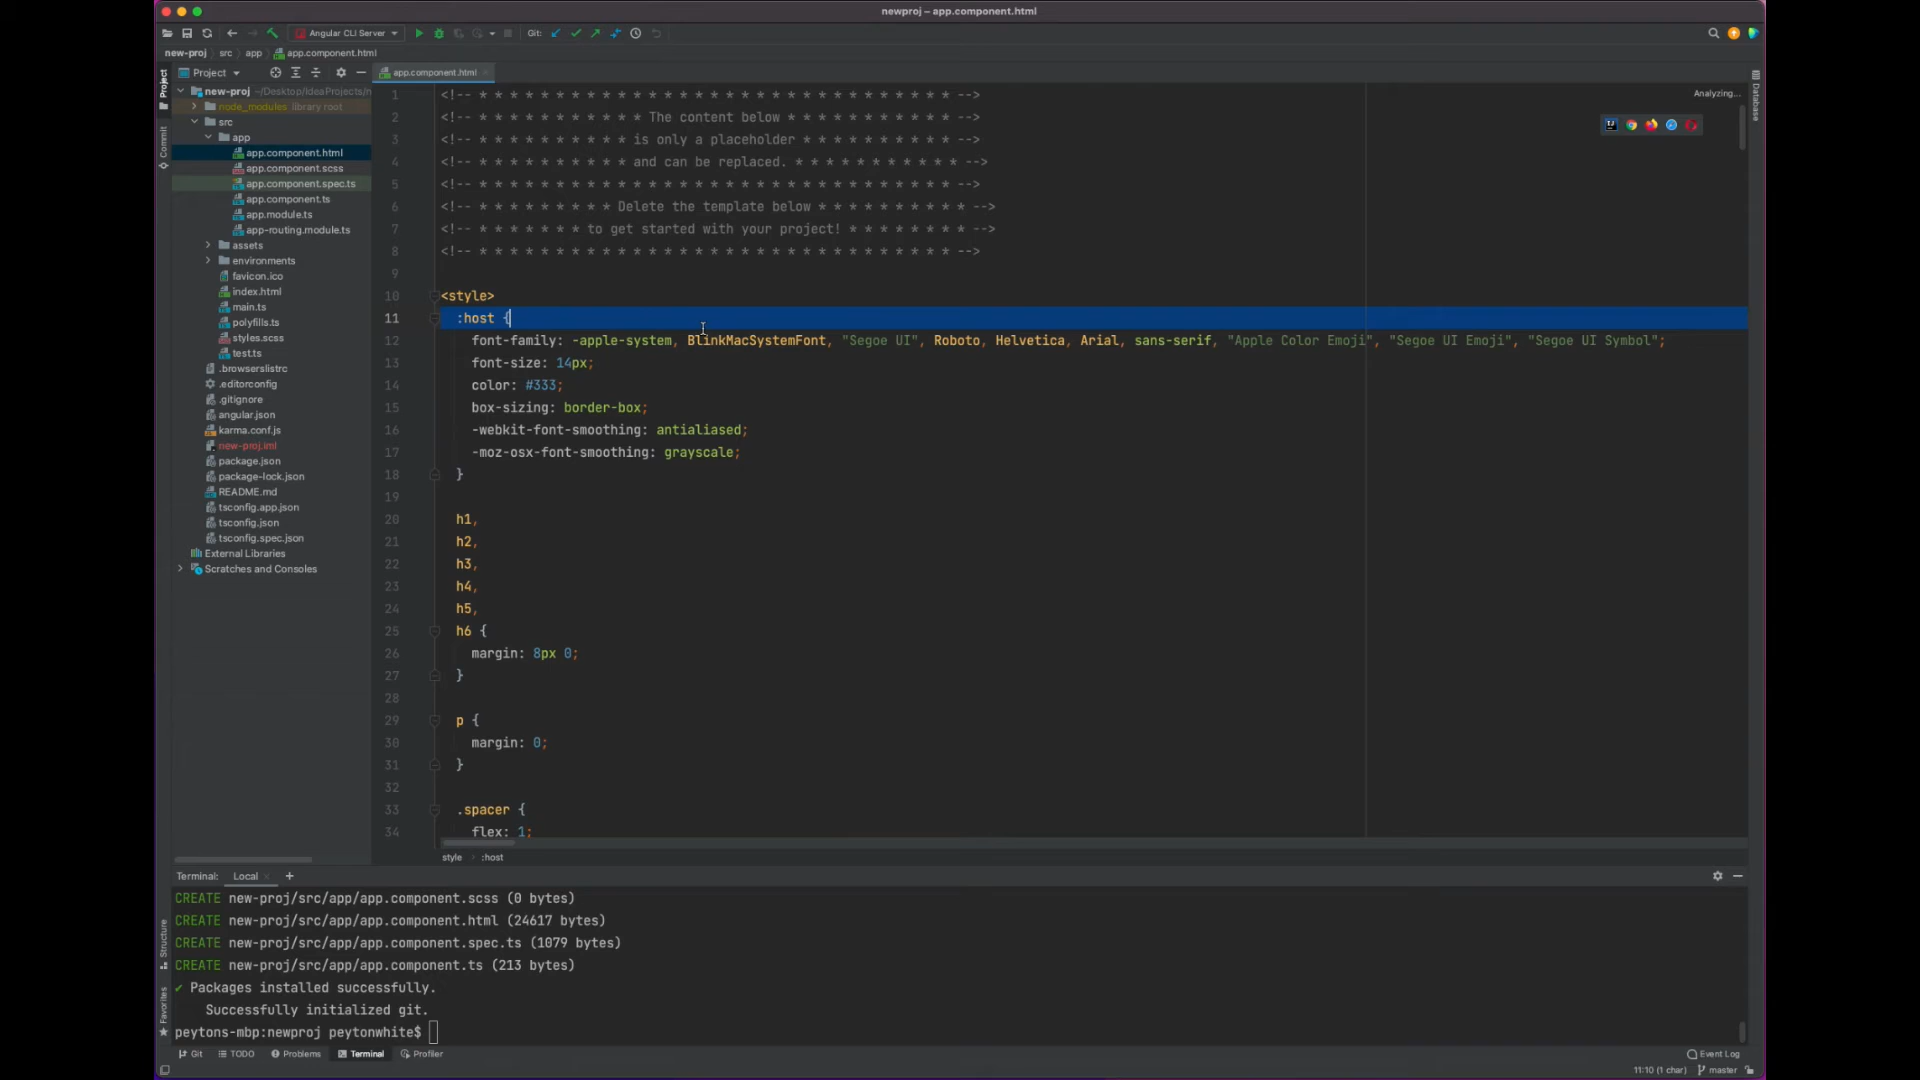 newproj – app.component.html
Angular CLI Server
Git:
new-proj
src
app
app.component.html
Project
app.component.html
Project
Commit
Structure
Favorites
Database
new-proj ~/Desktop/IdeaProjects/n
node_modules library root
src
app
app.component.html
app.component.scss
app.component.spec.ts
app.component.ts
app.module.ts
app-routing.module.ts
assets
environments
favicon.ico
index.html
main.ts
polyfills.ts
styles.scss
test.ts
.browserslistrc
.editorconfig
.gitignore
angular.json
karma.conf.js
new-proj.iml
package.json
package-lock.json
README.md
tsconfig.app.json
tsconfig.json
tsconfig.spec.json
External Libraries
Scratches and Consoles
Analyzing...
1 <!-- * * * * * * * * * * * * * * * * * * * * * * * * * * * * * * * -->
2 <!-- * * * * * * * * * * * The content below * * * * * * * * * * * -->
3 <!-- * * * * * * * * * * is only a placeholder * * * * * * * * * * -->
4 <!-- * * * * * * * * * * and can be replaced. * * * * * * * * * * * -->
5 <!-- * * * * * * * * * * * * * * * * * * * * * * * * * * * * * * * -->
6 <!-- * * * * * * * * * Delete the template below * * * * * * * * * * -->
7 <!-- * * * * * * * to get started with your project! * * * * * * * * -->
8 <!-- * * * * * * * * * * * * * * * * * * * * * * * * * * * * * * * -->
9
10 <style>
11 :host {
12 font-family: -apple-system, BlinkMacSystemFont, "Segoe UI", Roboto, Helvetica, Arial, sans-serif, "Apple Color Emoji", "Segoe UI Emoji", "Segoe UI Symbol";
13 font-size: 14px;
14 color: #333;
15 box-sizing: border-box;
16 -webkit-font-smoothing: antialiased;
17 -moz-osx-font-smoothing: grayscale;
18 }
19
20 h1,
21 h2,
22 h3,
23 h4,
24 h5,
25 h6 {
26 margin: 8px 0;
27 }
28
29 p {
30 margin: 0;
31 }
32
33 .spacer {
34 flex: 1;
style > :host
Terminal: Local +
CREATE new-proj/src/app/app.component.scss (0 bytes)
CREATE new-proj/src/app/app.component.html (24617 bytes)
CREATE new-proj/src/app/app.component.spec.ts (1079 bytes)
CREATE new-proj/src/app/app.component.ts (213 bytes)
✔ Packages installed successfully.
Successfully initialized git.
peytons-mbp:newproj peytonwhite$
Git TODO Problems Terminal Profiler Event Log
11:10 (1 char) master